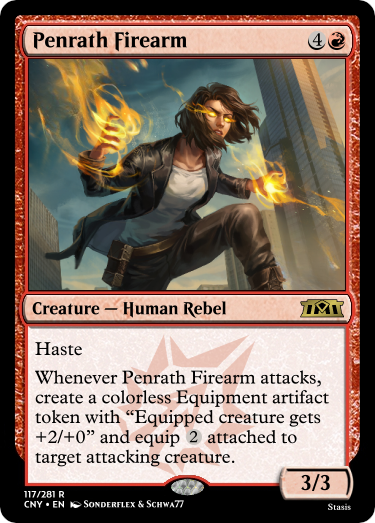 Penrath Firearm 4
Creature — Human Rebel
Haste
Whenever Penrath Firearm attacks,
create a colorless Equipment artifact
token with “Equipped creature gets
+2/+0” and equip 2 attached to
target attacking creature.
3/3
117/281 R
CNY • EN Sonderflex & Schwa77
Stasis